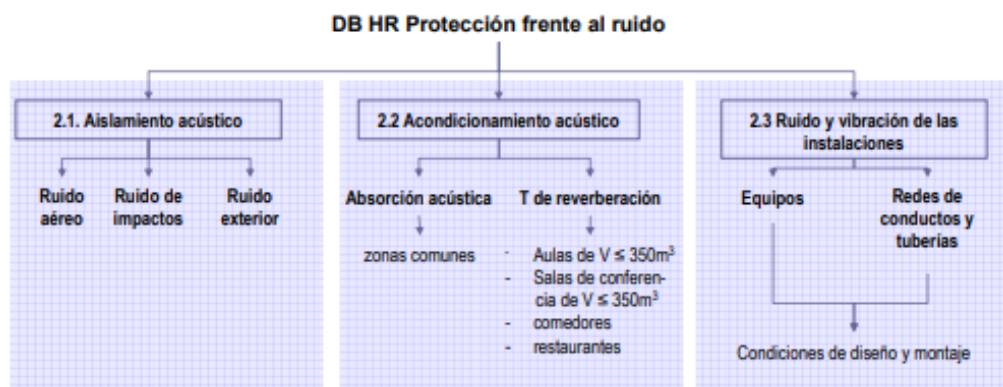 DB HR Protección frente al ruido
2.1. Aislamiento acústico
Ruido aéreo
Ruido de impactos
Ruido exterior
2.2 Acondicionamiento acústico
Absorción acústica
zonas comunes
T de reverberación
- Aulas de V ≤ 350m³
- Salas de conferen-
cia de V ≤ 350m³
- comedores
- restaurantes
2.3 Ruido y vibración de las
instalaciones
Equipos
Redes de
conductos y
tuberías
Condiciones de diseño y montaje